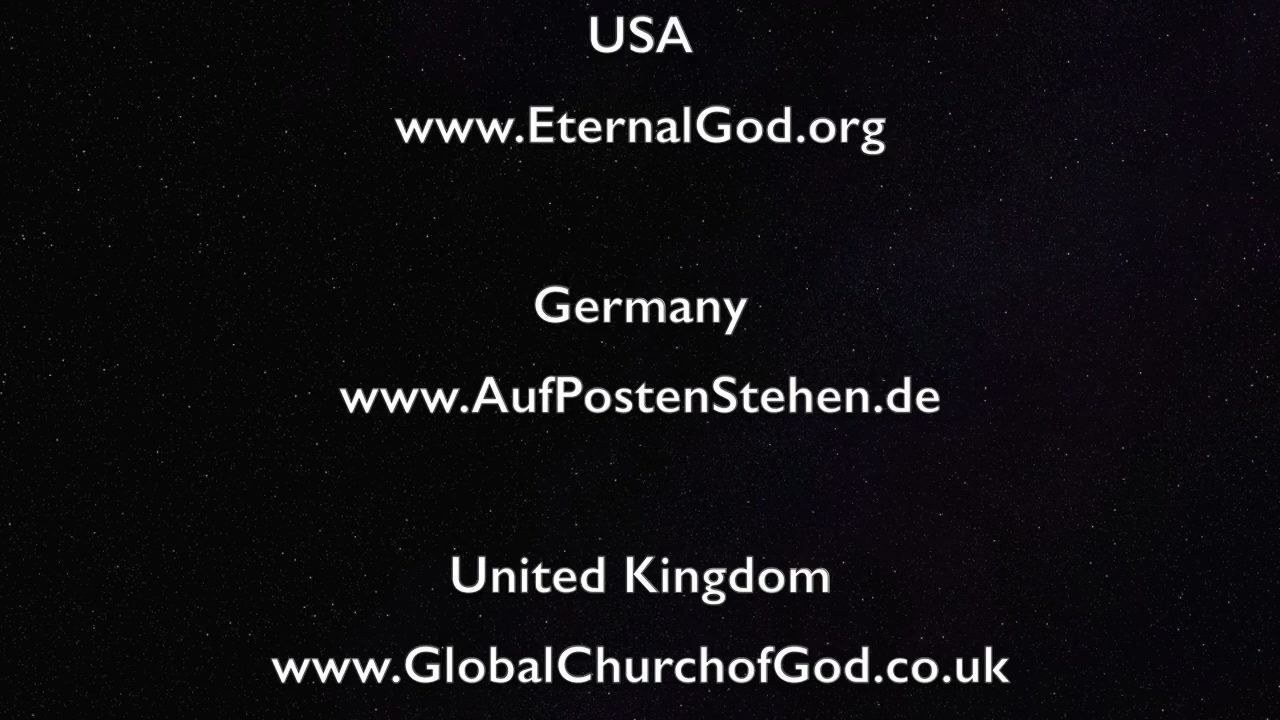 USA
www.EternalGod.org
Germany
www.AufPostenStehen.de
United Kingdom
www.GlobalChurchofGod.co.uk